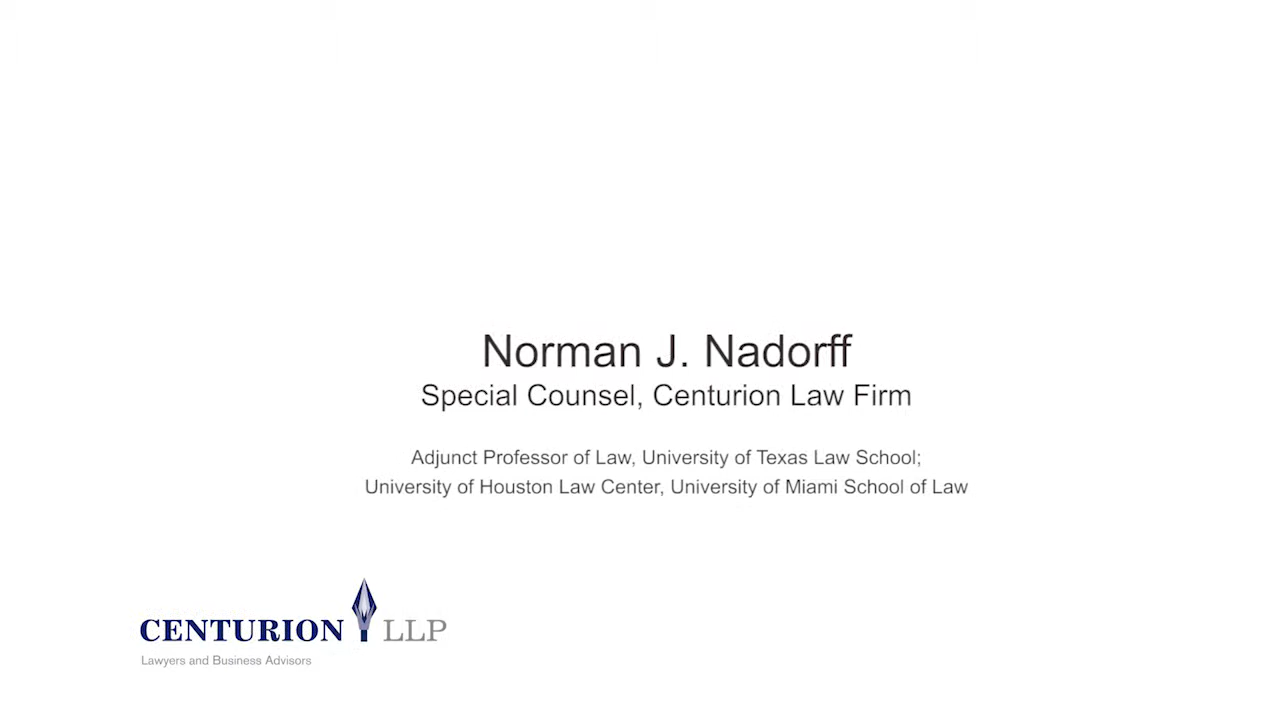 Norman J. Nadorff
Special Counsel, Centurion Law Firm
Adjunct Professor of Law, University of Texas Law School;
University of Houston Law Center, University of Miami School of Law
CENTURION LLP
Lawyers and Business Advisors